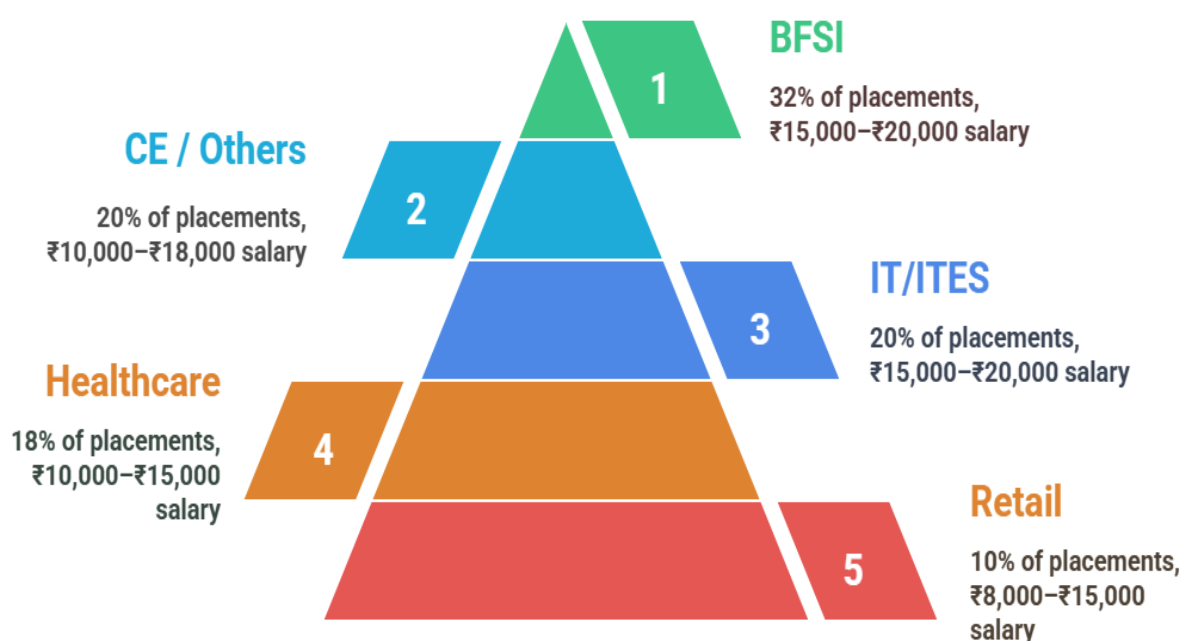 BFSI
1
32% of placements,
₹15,000–₹20,000 salary
CE / Others
2
20% of placements,
₹10,000–₹18,000 salary
IT/ITES
3
20% of placements,
₹15,000–₹20,000 salary
Healthcare
4
18% of placements,
₹10,000–₹15,000
salary
Retail
5
10% of placements,
₹8,000–₹15,000
salary